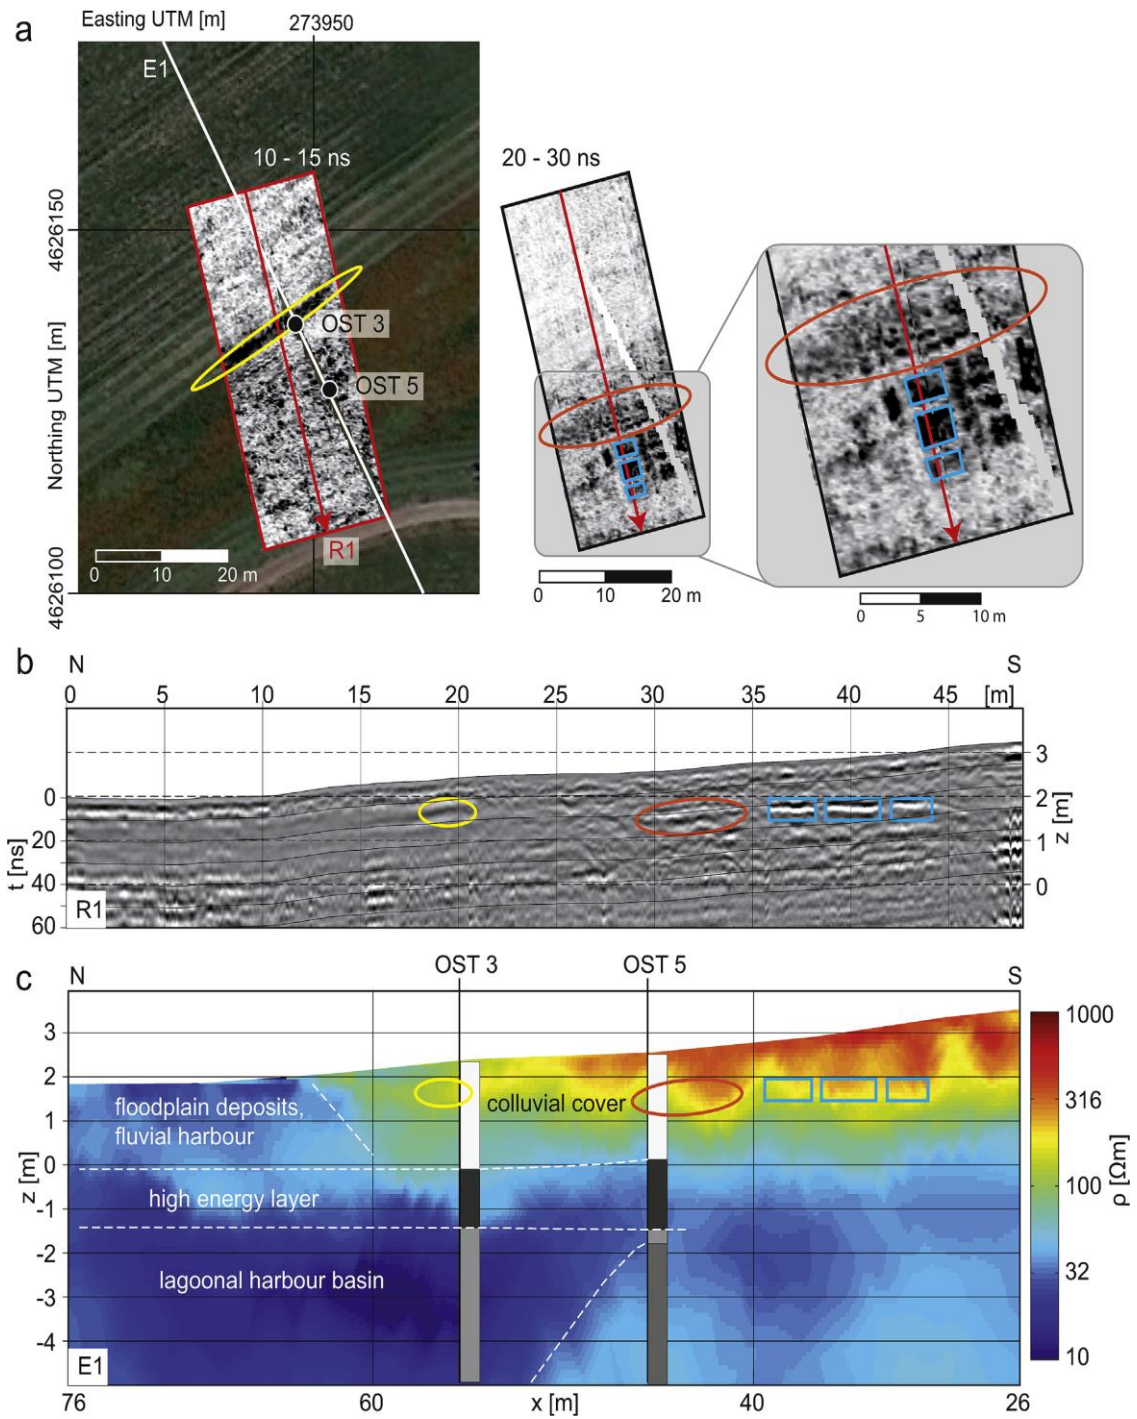 a
Easting UTM [m]
273950
E1
10 - 15 ns
20 - 30 ns
4626150
Northing UTM [m]
4626100
OST 3
OST 5
R1
0 10 20 m
0 10 20 m
0 5 10 m
b
N S
0 5 10 15 20 25 30 35 40 45 [m]
0
20
40
60
t [ns]
3
2
1
0
z [m]
R1
c
OST 3 OST 5
N S
3
2
1
0
-1
-2
-3
-4
z [m]
floodplain deposits,
fluvial harbour
colluvial cover
high energy layer
lagoonal harbour basin
E1
76 60 x [m] 40 26
1000
316
100
32
10
ρ [Ωm]